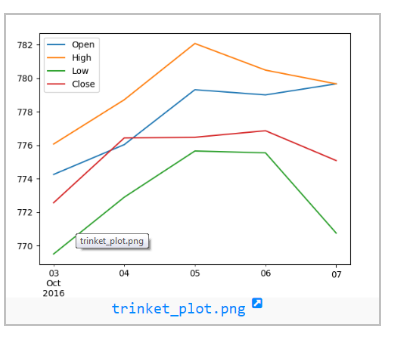 782
780
778
776
774
772
770
Open
High
Low
Close
trinket_plot.png
03
04
05
06
07
Oct
2016
trinket_plot.png